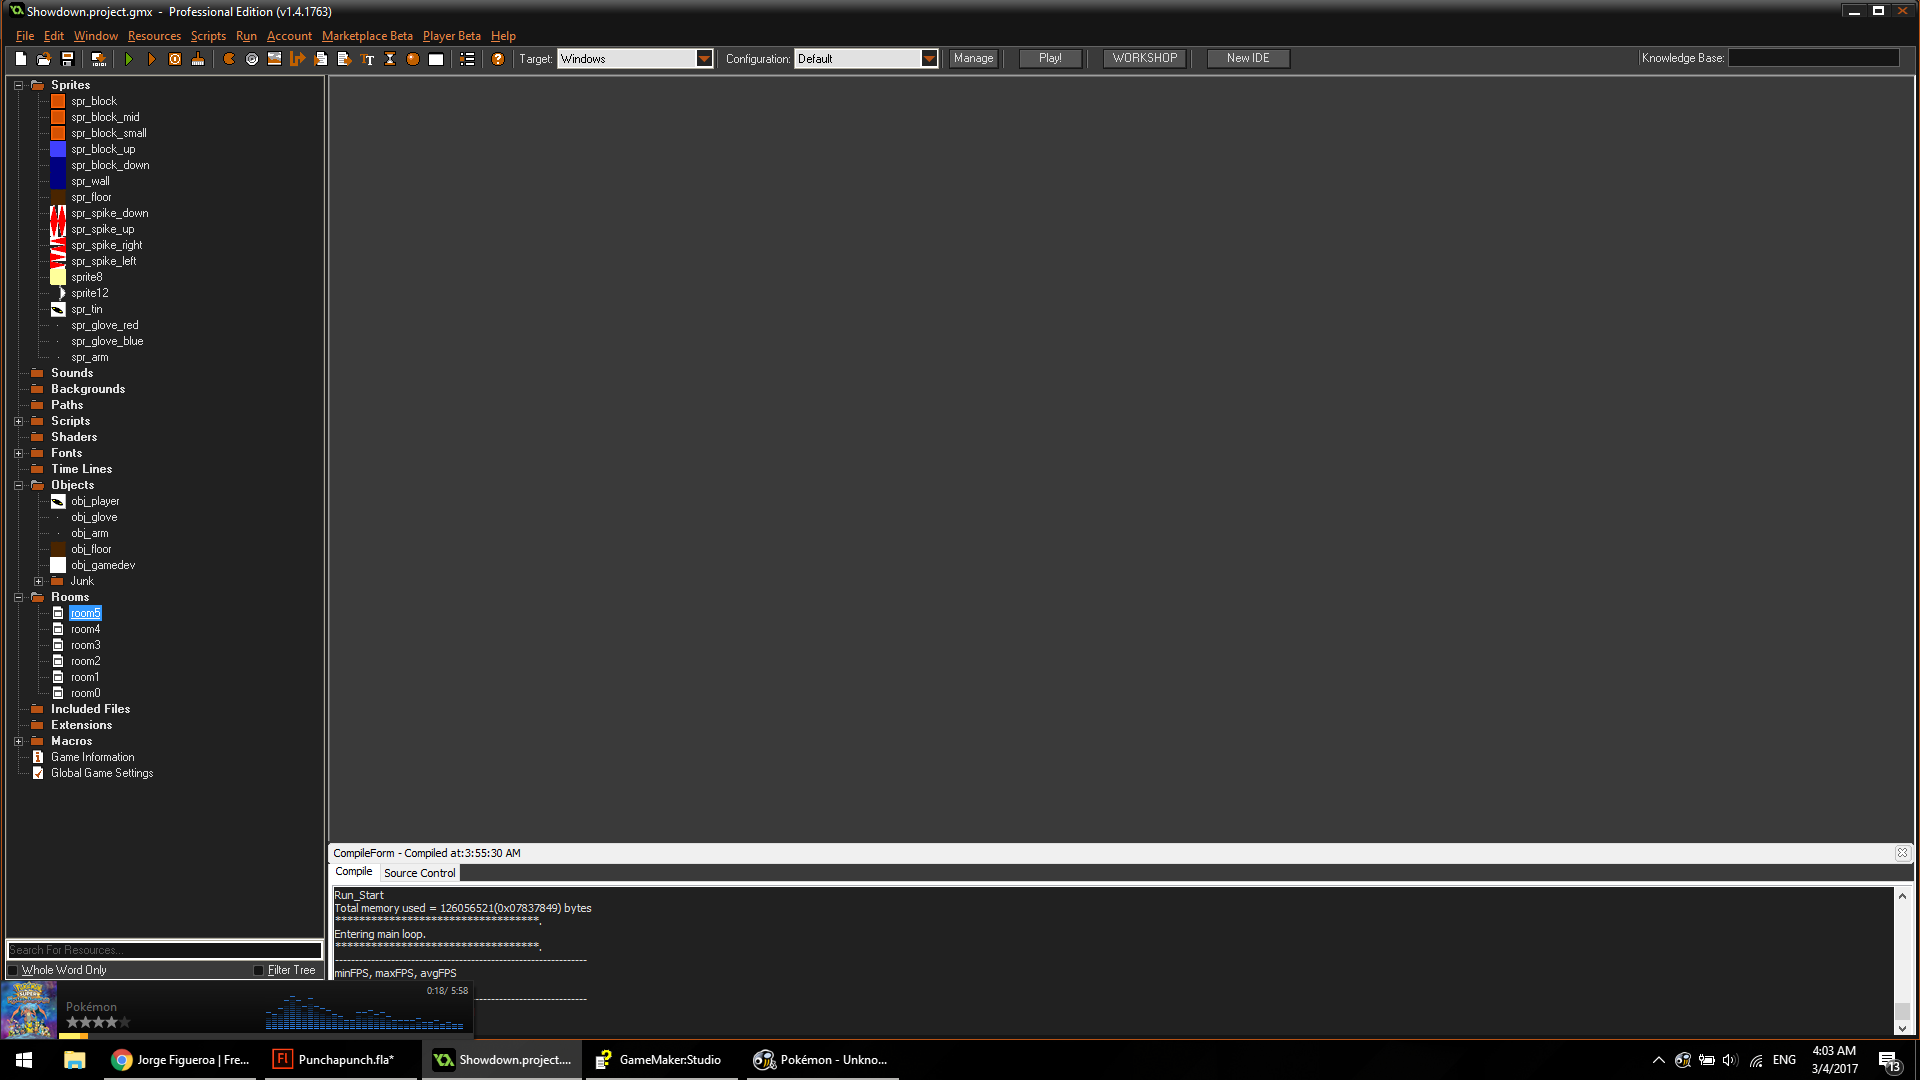 Showdown.project.gmx - Professional Edition (v1.4.1763)
File Edit Window Resources Scripts Run Account Marketplace Beta Player Beta Help
Target: Windows Configuration: Default Manage Play! WORKSHOP New IDE Knowledge Base:
Sprites
spr_block
spr_block_mid
spr_block_small
spr_block_up
spr_block_down
spr_wall
spr_floor
spr_spike_down
spr_spike_up
spr_spike_right
spr_spike_left
sprite8
sprite12
spr_tin
spr_glove_red
spr_glove_blue
spr_arm
Sounds
Backgrounds
Paths
Scripts
Shaders
Fonts
Time Lines
Objects
obj_player
obj_glove
obj_arm
obj_floor
obj_gamedev
Junk
Rooms
room5
room4
room3
room2
room1
room0
Included Files
Extensions
Macros
Game Information
Global Game Settings
Search For Resources...
Whole Word Only Filter Tree
CompileForm - Compiled at:3:55:30 AM
Compile Source Control
Run_Start
Total memory used = 126056521(0x07837849) bytes
**********************************.
Entering main loop.
**********************************.
---------------------------------------------------------------
minFPS, maxFPS, avgFPS
---------------------------------------------------------------
0:18/ 5:58
Pokémon
Jorge Figueroa | Fre...
Punchapunch.fla*
Showdown.project....
GameMaker:Studio
Pokémon - Unkno...
ENG
4:03 AM
3/4/2017
13